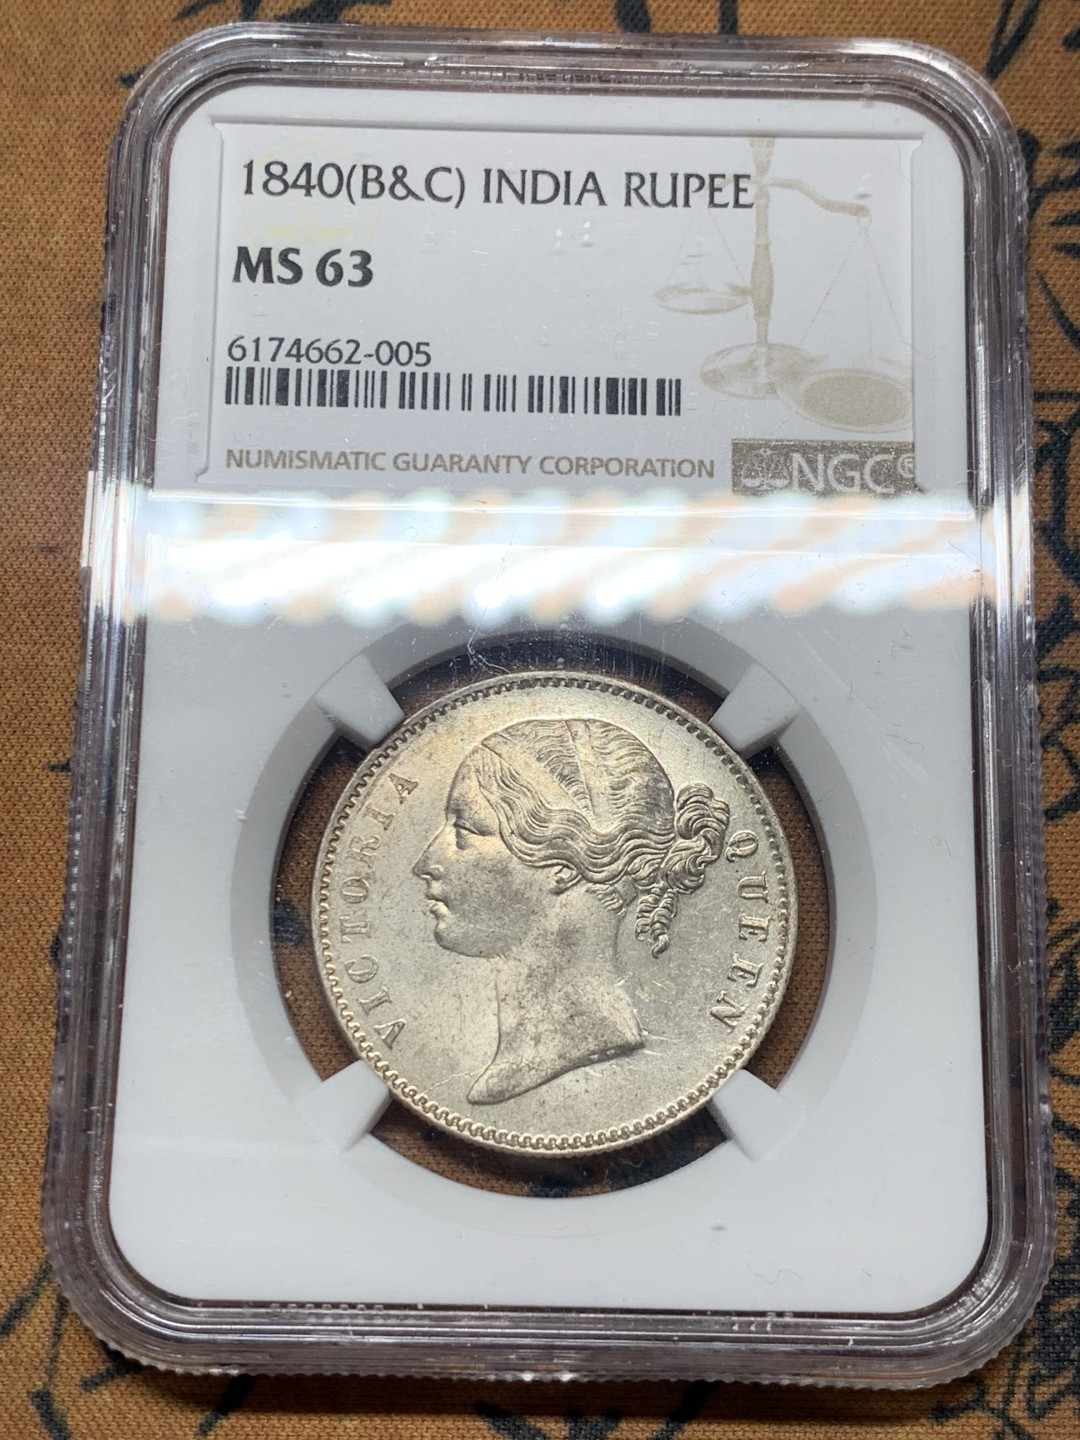 1840(B&C) INDIA RUPEE
MS 63
6174662-005
NUMISMATIC GUARANTY CORPORATION
NGC®
VICTORIA QUEEN